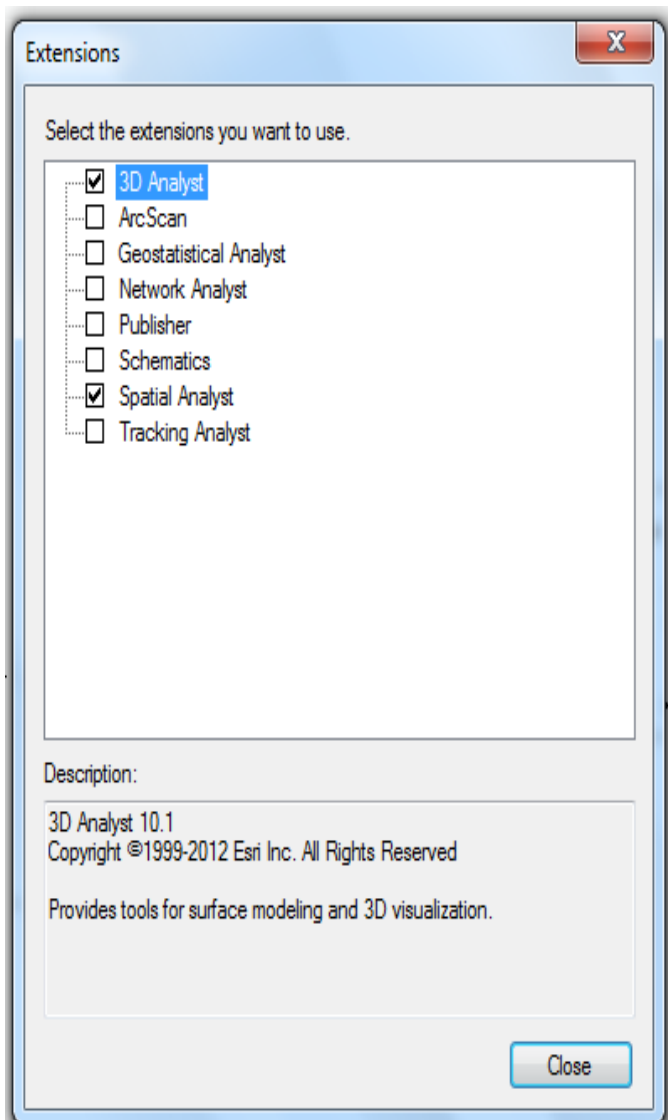 Extensions
X
Select the extensions you want to use.
3D Analyst
ArcScan
Geostatistical Analyst
Network Analyst
Publisher
Schematics
Spatial Analyst
Tracking Analyst
Description:
3D Analyst 10.1
Copyright ©1999-2012 Esri Inc. All Rights Reserved
Provides tools for surface modeling and 3D visualization.
Close